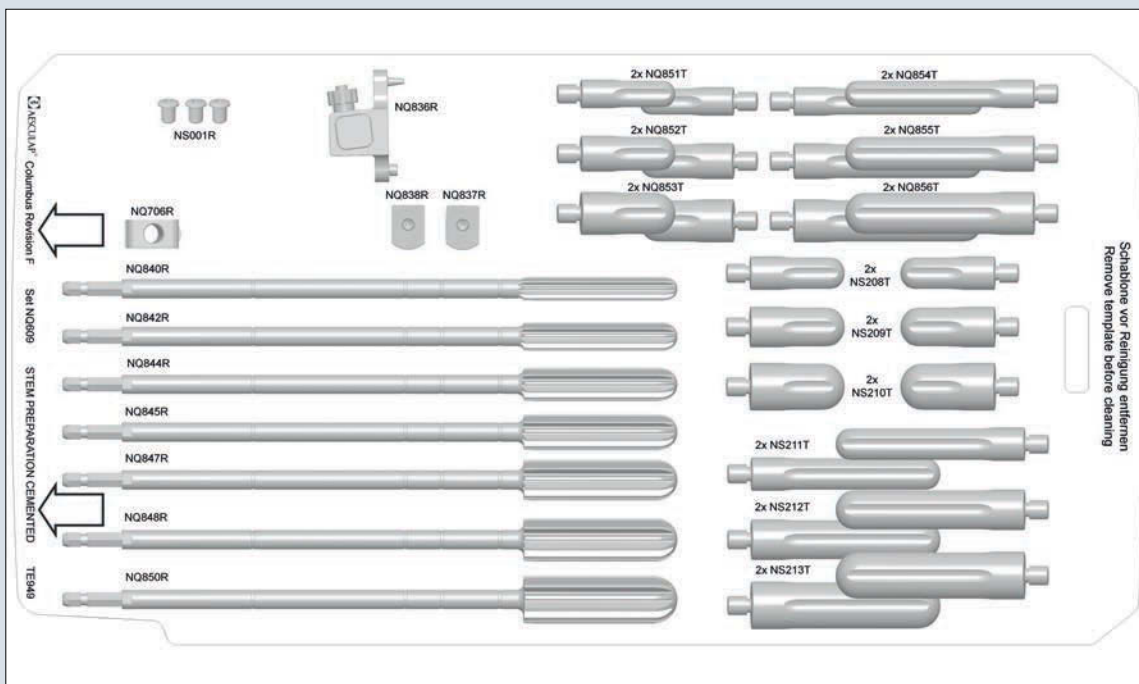 AESCULAP® Columbus Revision F Set NQ609 STEM PREPARATION CEMENTED TE949
NS001R
NQ836R
NQ838R
NQ837R
NQ706R
2x NQ851T
2x NQ854T
2x NQ852T
2x NQ855T
2x NQ853T
2x NQ856T
NQ840R
NQ842R
NQ844R
NQ845R
NQ847R
NQ848R
NQ850R
2x
NS208T
2x
NS209T
2x
NS210T
2x NS211T
2x NS212T
2x NS213T
Schablone vor Reinigung entfernen
Remove template before cleaning